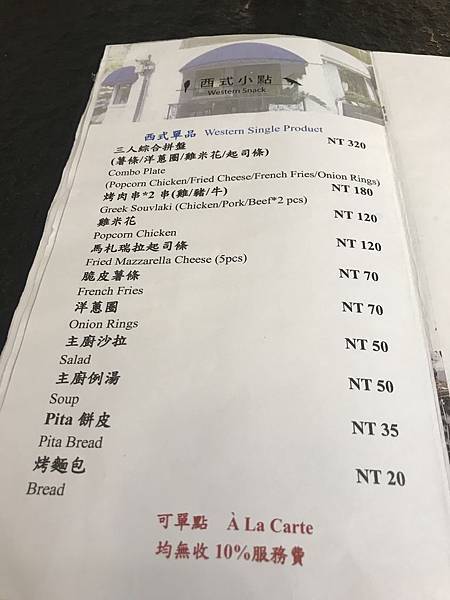 西式小點
Western Snack
西式單品 Western Single Product
三人綜合拼盤 NT 320
(薯條/洋蔥圈/雞米花/起司條)
Combo Plate
(Popcorn Chicken/Fried Cheese/French Fries/Onion Rings)
烤肉串*2 串(雞/豬/牛) NT 180
Greek Souvlaki (Chicken/Pork/Beef*2 pcs)
雞米花 NT 120
Popcorn Chicken
馬札瑞拉起司條 NT 120
Fried Mazzarella Cheese (5pcs)
脆皮薯條 NT 70
French Fries
洋蔥圈 NT 70
Onion Rings
主廚沙拉 NT 50
Salad
主廚例湯 NT 50
Soup
Pita 餅皮 NT 35
Pita Bread
烤麵包 NT 20
Bread
可單點 À La Carte
均無收 10%服務費